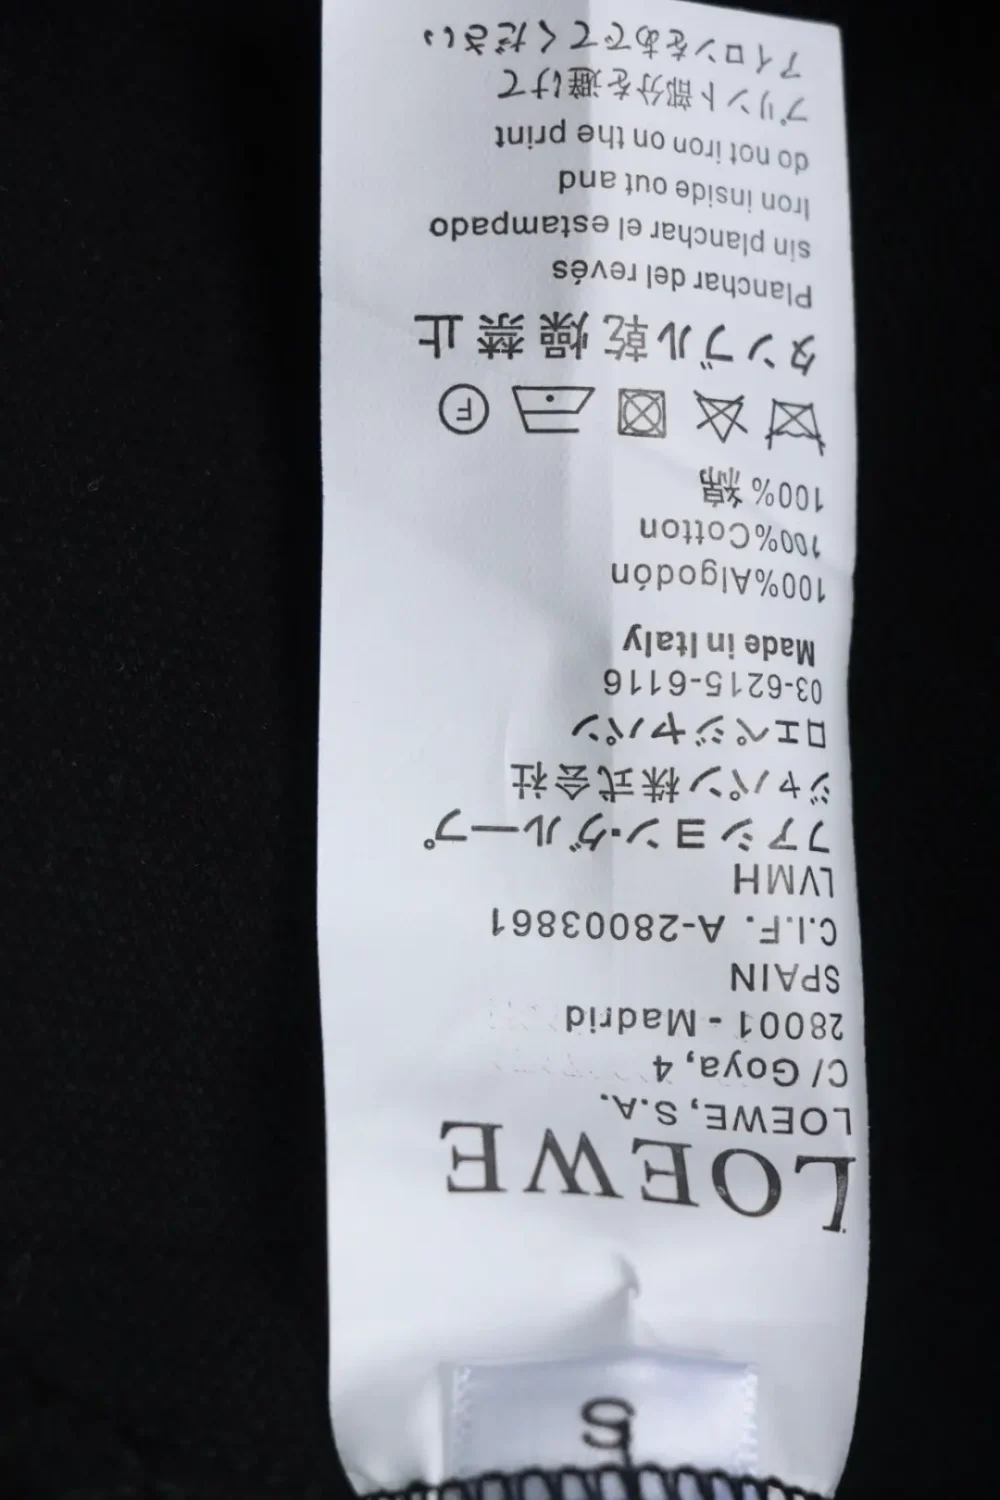 S
LOEWE
LOEWE, S.A.
C/ Goya, 4
28001 - Madrid
SPAIN
C.I.F. A-28003861
LVMH
ファション・グループ
ジャパン株式会社
ロエベジャパン
03-6215-6116
Made in Italy
100%Algodón
100%Cotton
100%綿
F
タンブル乾燥禁止
Planchar del revés
sin planchar el estampado
Iron inside out and
do not iron on the print
プリント部分を避けて
アイロンをあててください